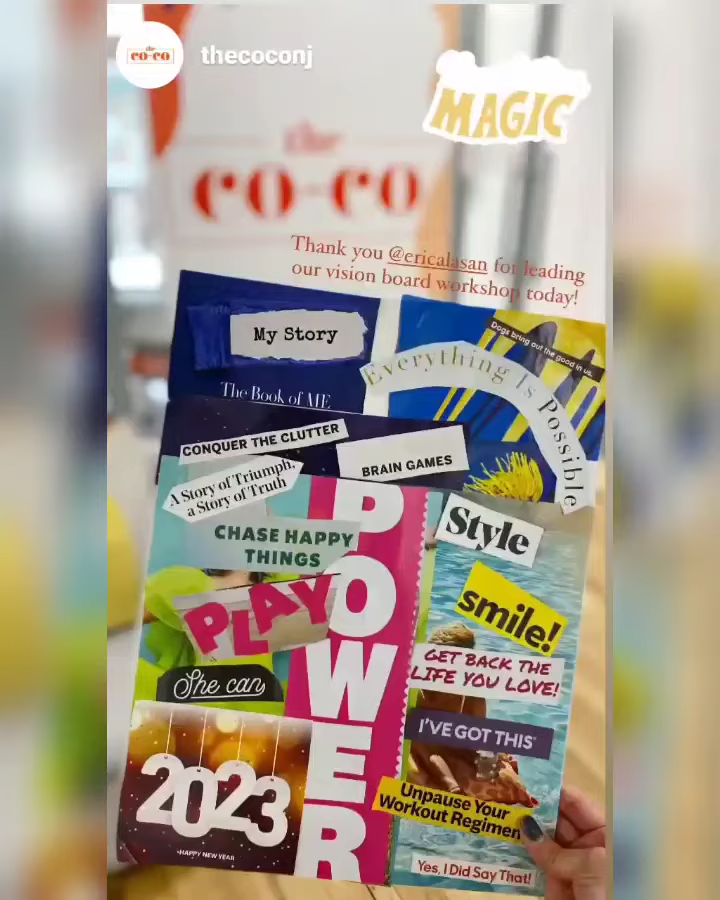 the
co-co
thecoconj
MAGIC
the
co-co
Thank you @ericalasan for leading
our vision board workshop today!
My Story
The Book of ME
Dogs bring out the good in us.
Everything Is Possible
CONQUER THE CLUTTER
BRAIN GAMES
A Story of Triumph,
a Story of Truth
POWER
CHASE HAPPY
THINGS
PLAY
She can
2023
HAPPY NEW YEAR
Style
smile!
GET BACK THE
LIFE YOU LOVE!
I'VE GOT THIS
Unpause Your
Workout Regimen
Yes, I Did Say That!